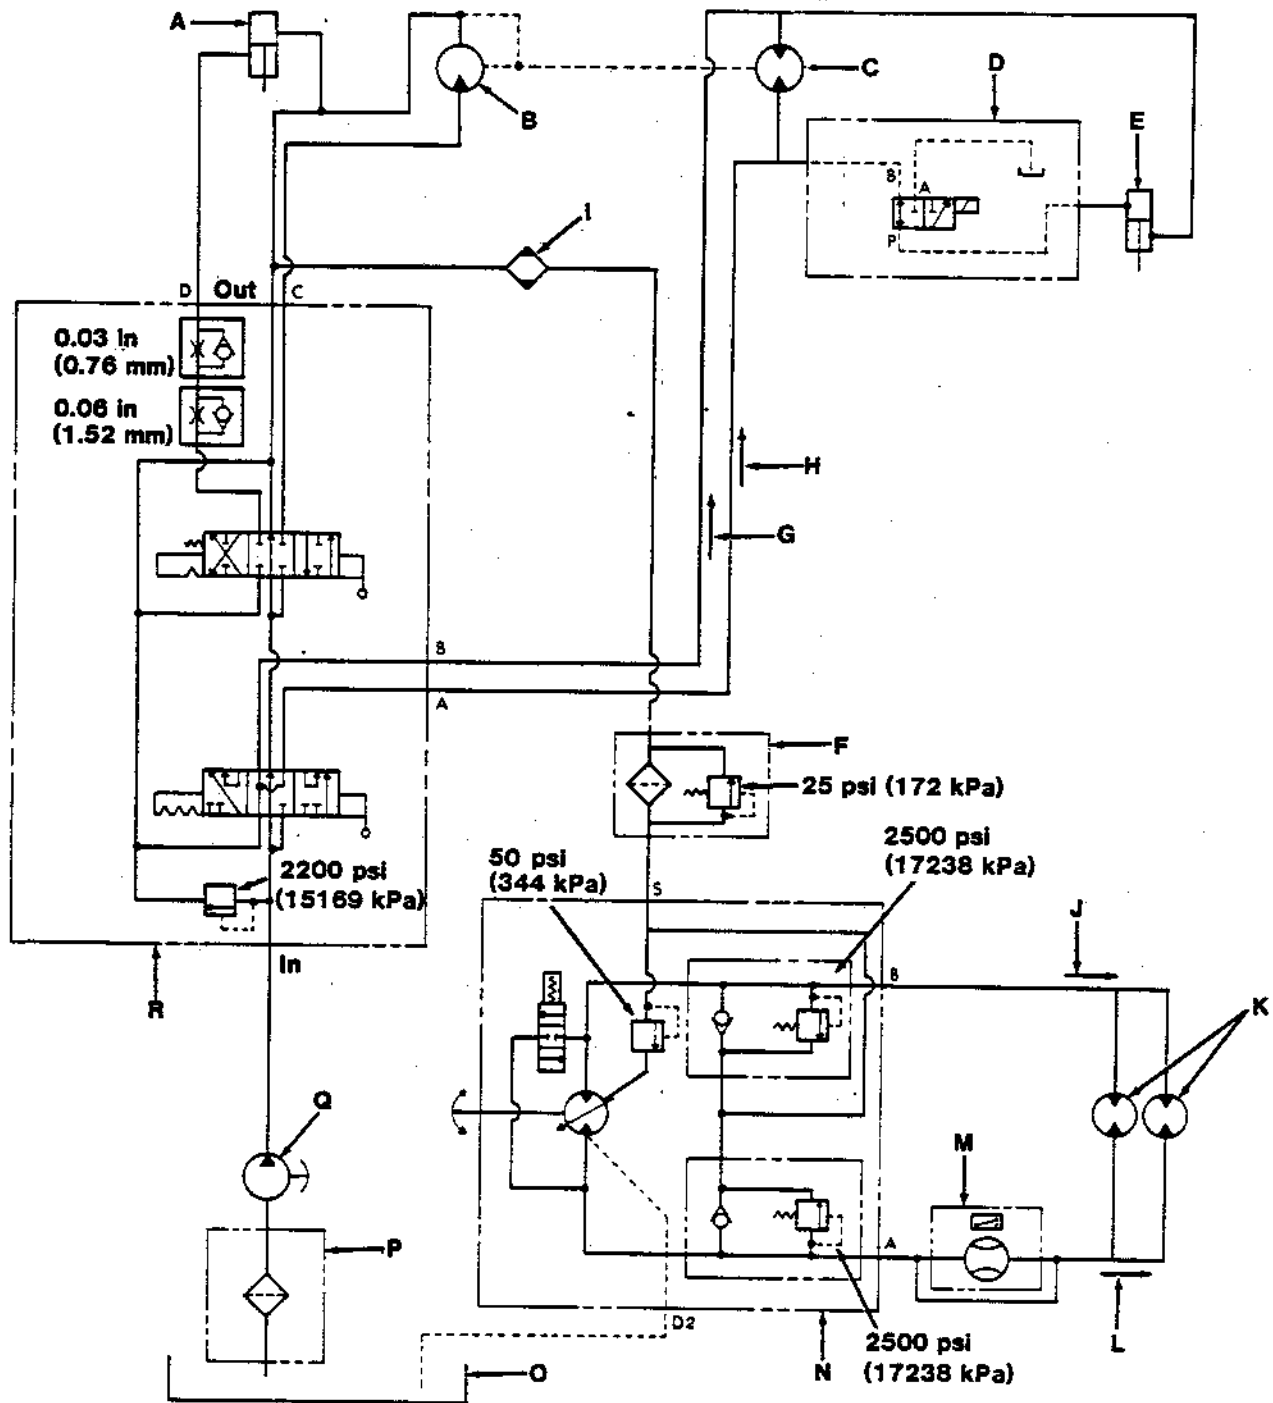 A
B
C
D
E
B
A
P
I
D
Out
C
0.03 in
(0.76 mm)
0.06 in
(1.52 mm)
H
G
B
A
F
25 psi (172 kPa)
2200 psi
(15169 kPa)
50 psi
(344 kPa)
2500 psi
(17238 kPa)
S
In
R
J
B
K
Q
M
P
A
L
D2
2500 psi
(17238 kPa)
N
O